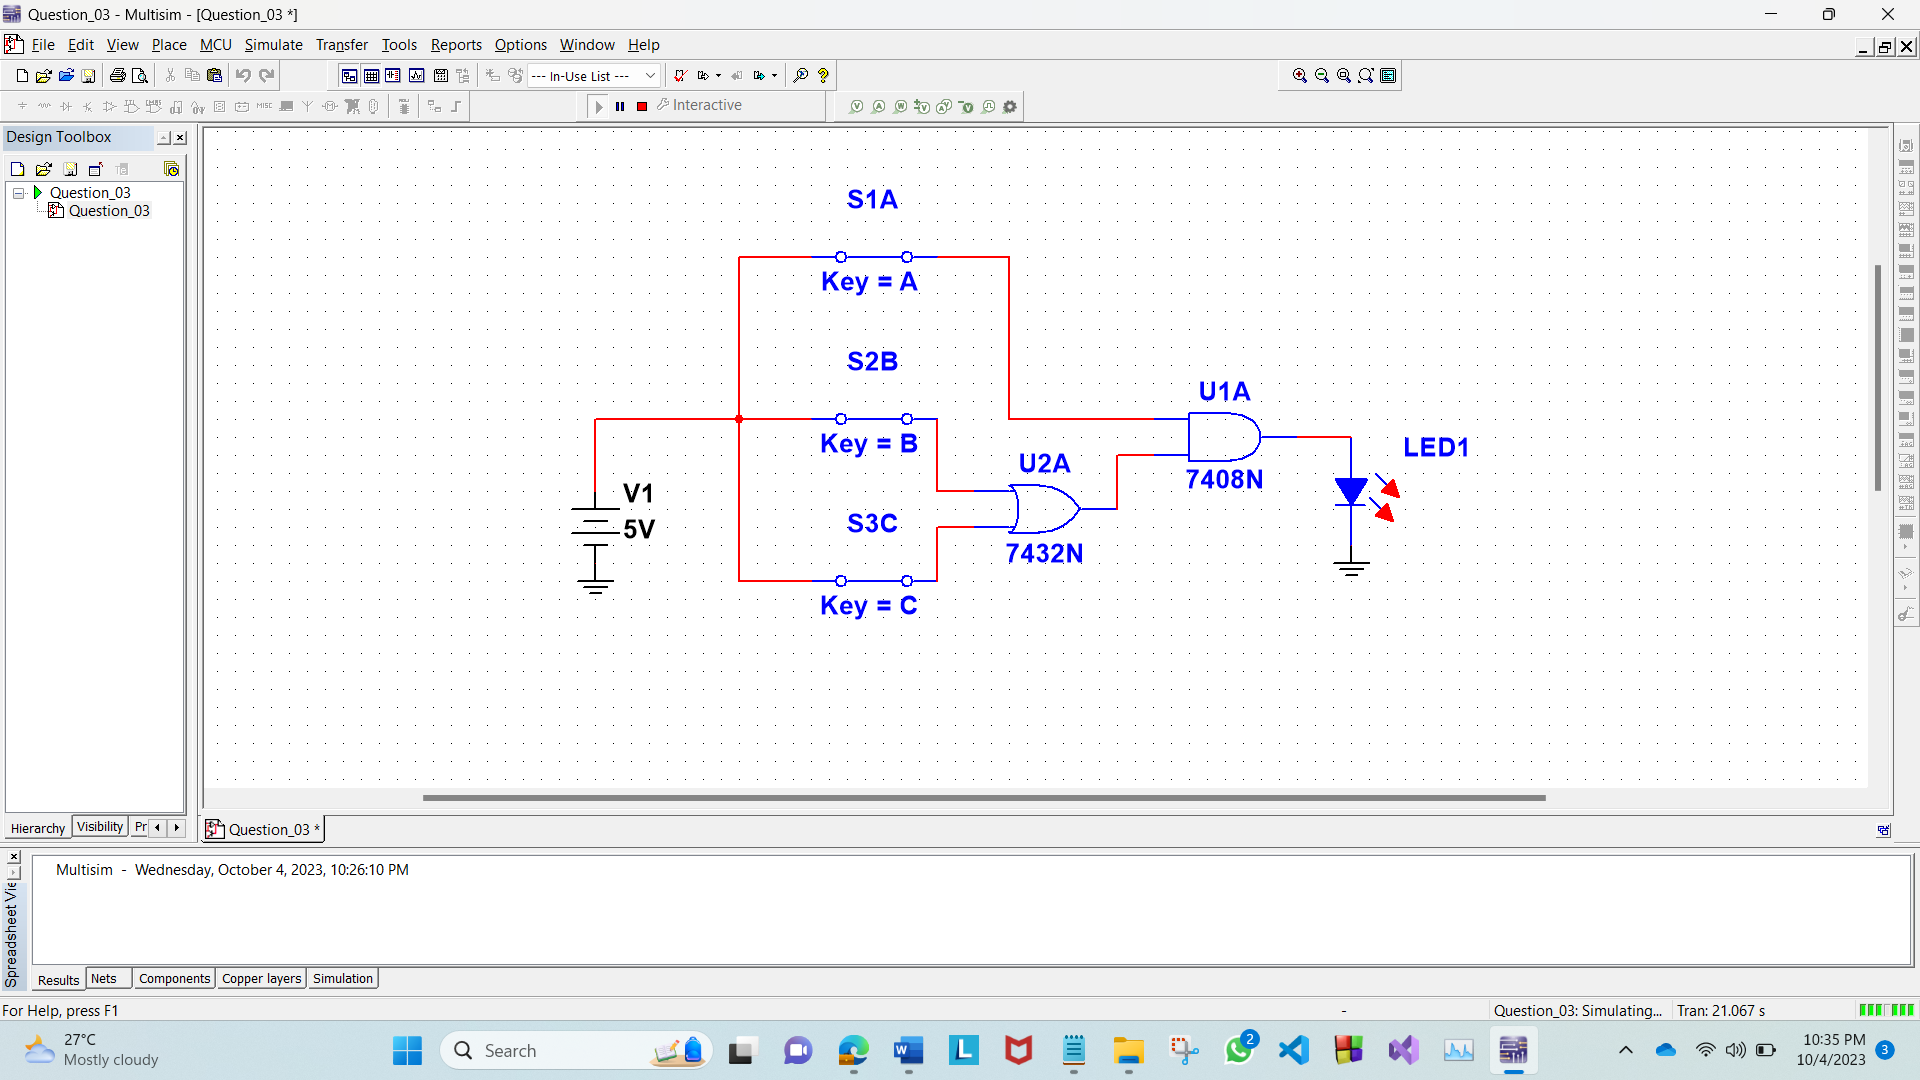 Question_03 - Multisim - [Question_03 *]
File Edit View Place MCU Simulate Transfer Tools Reports Options Window Help
--- In-Use List ---
Interactive
Design Toolbox
Question_03
Question_03
S1A
Key = A
S2B
Key = B
U1A
7408N
LED1
U2A
7432N
V1
5V
S3C
Key = C
Hierarchy Visibility Pr
Question_03 *
Multisim - Wednesday, October 4, 2023, 10:26:10 PM
Spreadsheet Vie
Results Nets Components Copper layers Simulation
For Help, press F1
-
Question_03: Simulating... Tran: 21.067 s
27°C
Mostly cloudy
Search
2
10:35 PM
10/4/2023
3